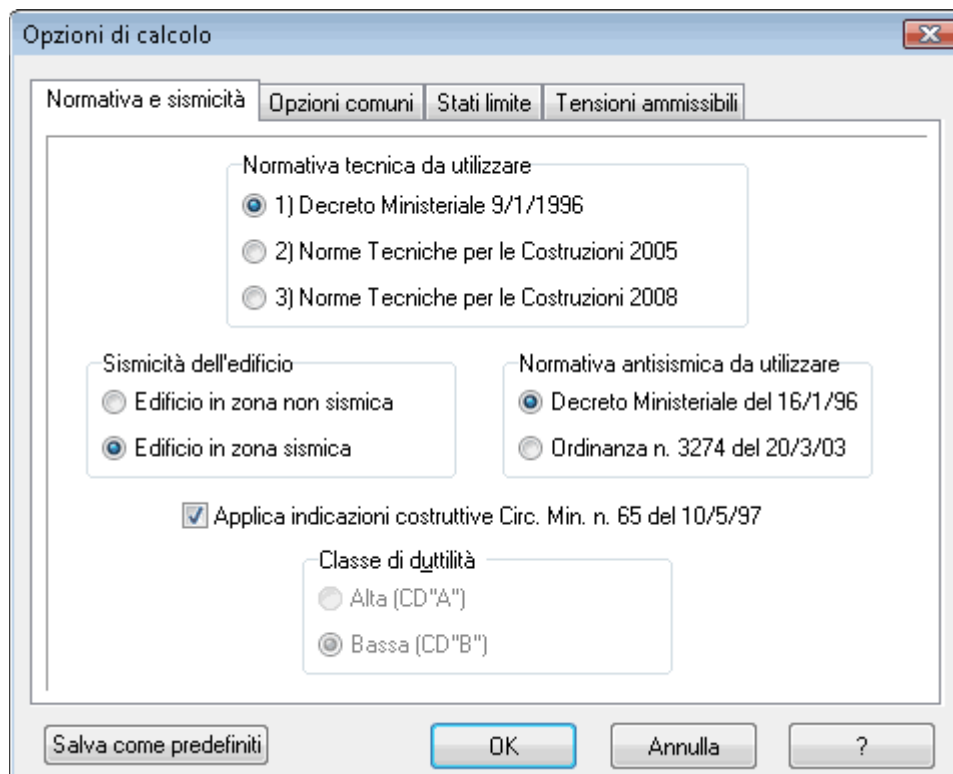 Opzioni di calcolo
Normativa e sismicità
Opzioni comuni
Stati limite
Tensioni ammissibili
Normativa tecnica da utilizzare
1) Decreto Ministeriale 9/1/1996
2) Norme Tecniche per le Costruzioni 2005
3) Norme Tecniche per le Costruzioni 2008
Sismicità dell'edificio
Edificio in zona non sismica
Edificio in zona sismica
Normativa antisismica da utilizzare
Decreto Ministeriale del 16/1/96
Ordinanza n. 3274 del 20/3/03
Applica indicazioni costruttive Circ. Min. n. 65 del 10/5/97
Classe di duttilità
Alta (CD"A")
Bassa (CD"B")
Salva come predefiniti
OK
Annulla
?